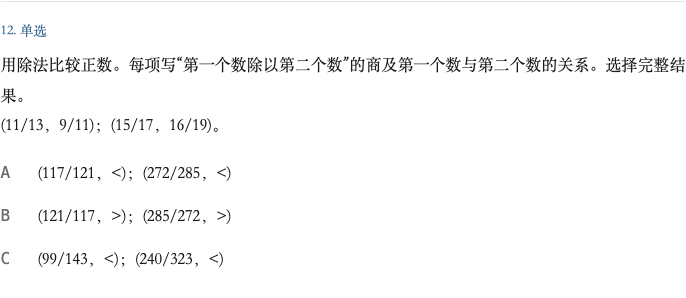 12. 单选
用除法比较正数。每项写“第一个数除以第二个数”的商及第一个数与第二个数的关系。选择完整结
果。
(11/13，9/11)；(15/17，16/19)。
A (117/121，<)；(272/285，<)
B (121/117，>)；(285/272，>)
C (99/143，<)；(240/323，<)